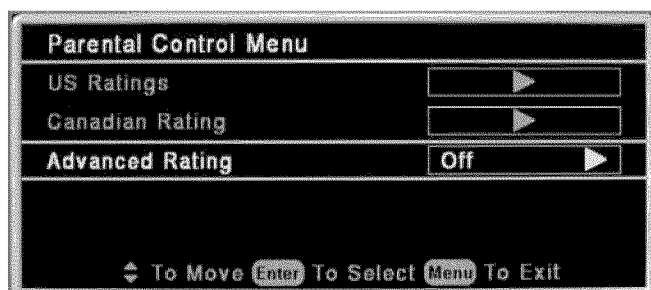 Parental Control Menu
US Ratings
Canadian Rating
Advanced Rating Off
To Move Enter To Select Menu To Exit